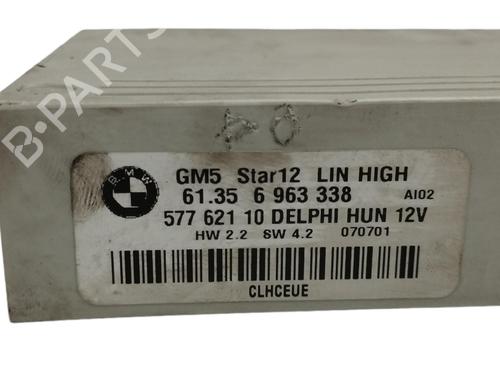 B-PARTS
GM5 Star12 LIN HIGH
BMW
61.35 6 963 338 AI02
577 621 10 DELPHI HUN 12V
HW 2.2 SW 4.2 070701
CLHCEUE